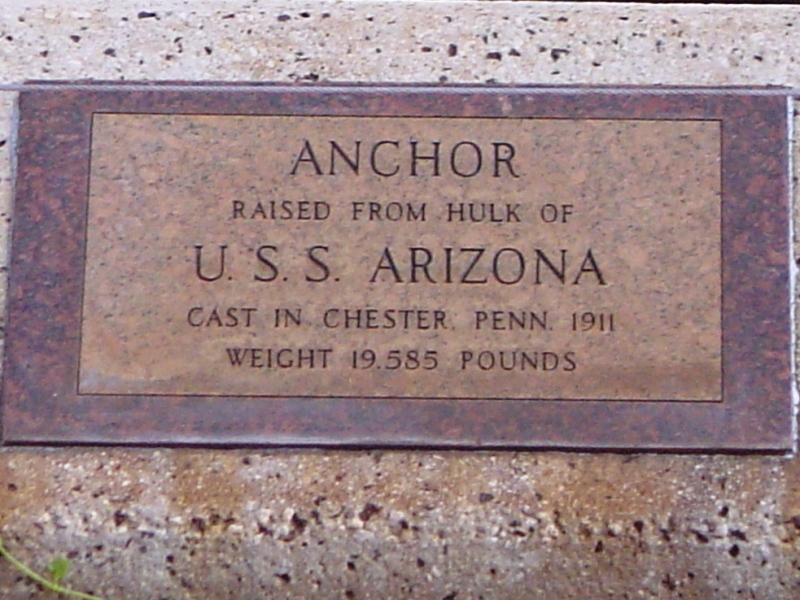 ANCHOR
RAISED FROM HULK OF
U.S.S. ARIZONA
CAST IN CHESTER, PENN. 1911
WEIGHT 19,585 POUNDS